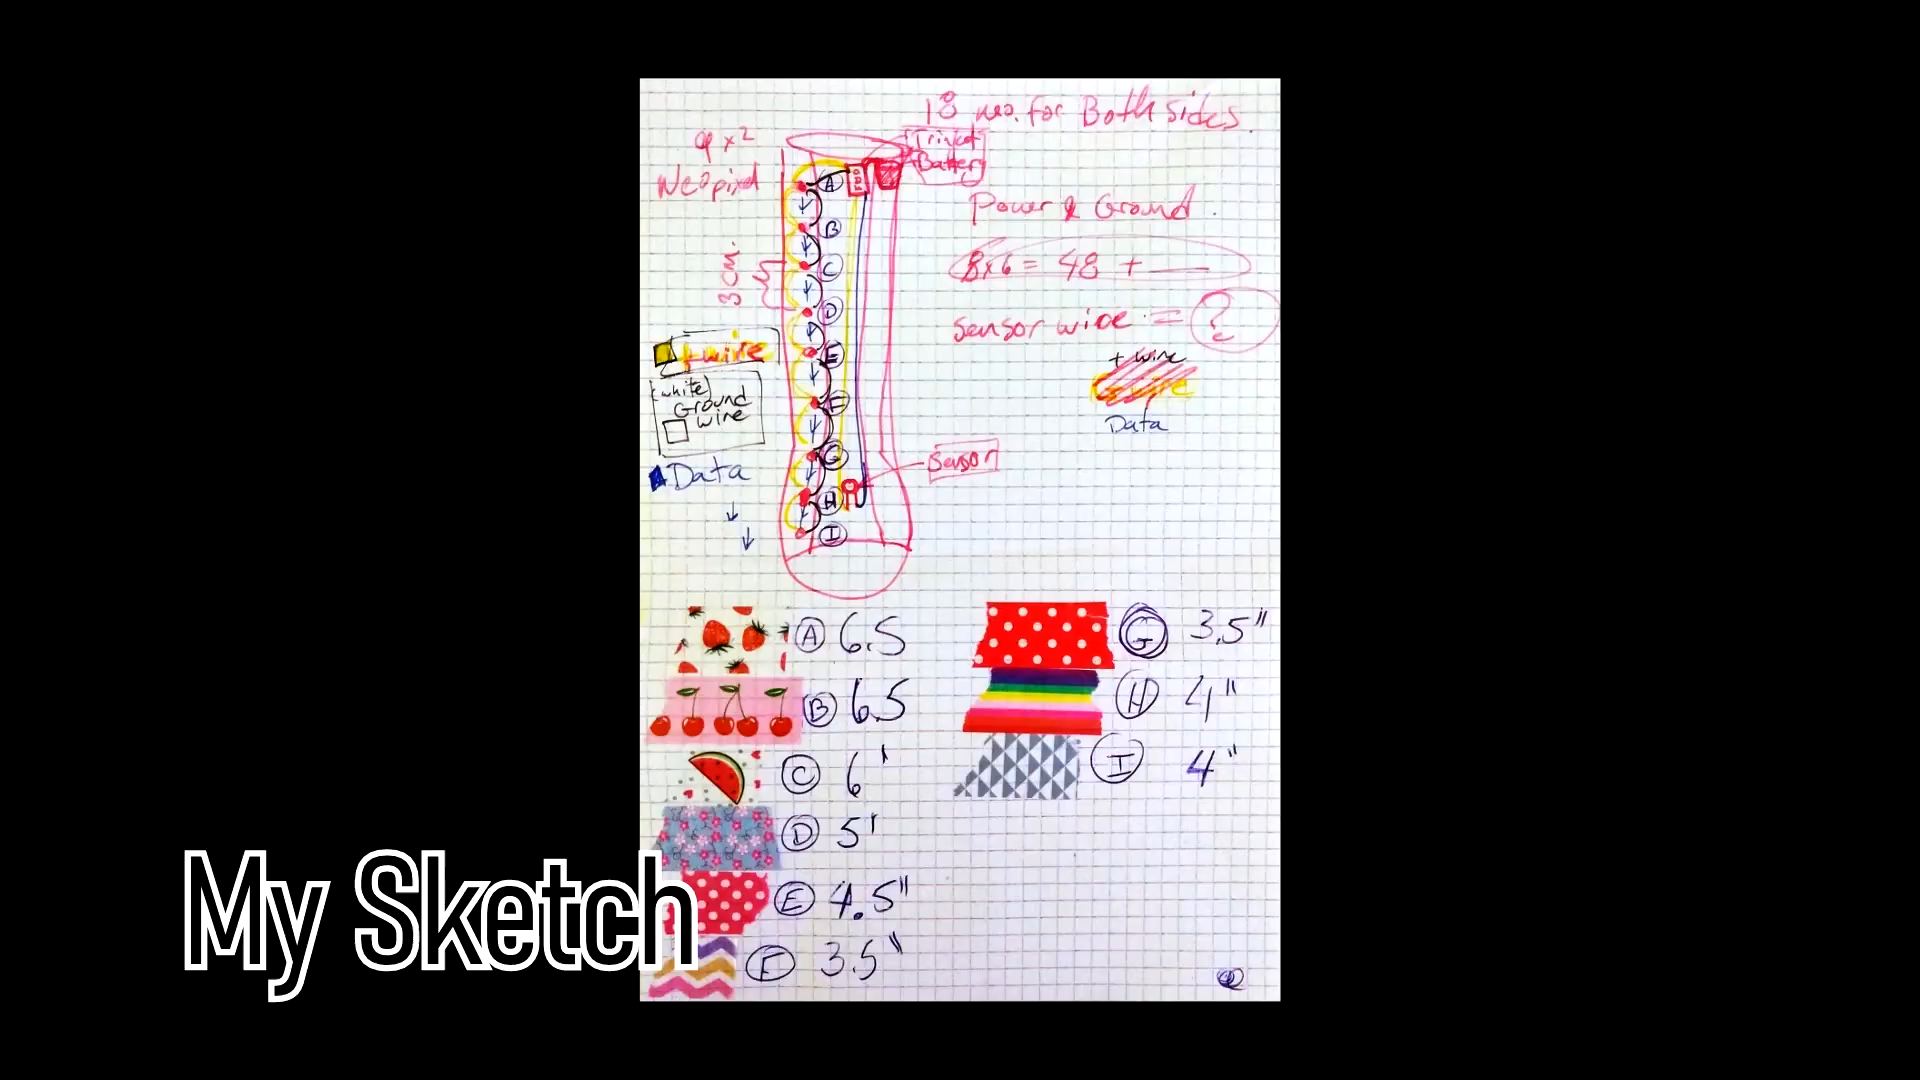 18 neo. for Both sides.
9 x 2
Neopixel
Battery
Power & Ground.
8x6 = 48 + ___
sensor wire = ?
3 cm.
+ wire
(white)
Ground
wire
Data
+ wire
Data
Sensor
A
B
C
D
E
F
G
H
I
A 6.5
B 6.5
C 6'
D 5'
E 4.5"
F 3.5"
G 3.5"
H 4"
I 4"
My Sketch